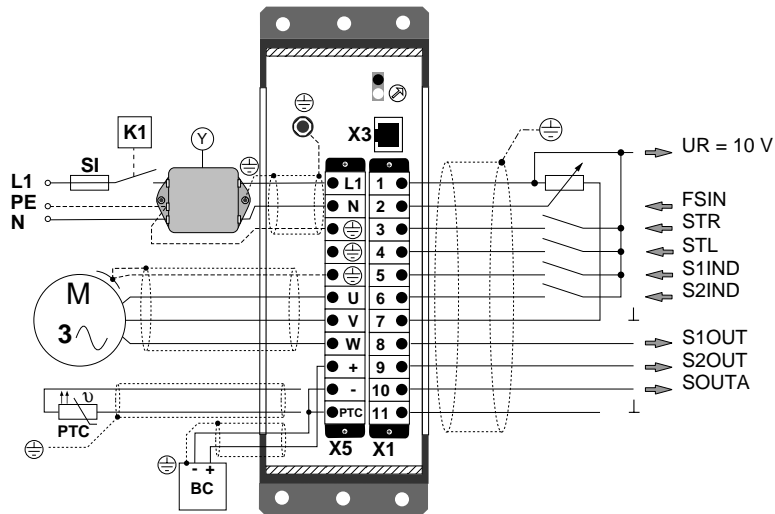 Y
K1
SI
L1
PE
N
X3
L1
N
U
V
W
+
-
PTC
X5
1
2
3
4
5
6
7
8
9
10
11
X1
UR = 10 V
FSIN
STR
STL
S1IND
S2IND
S1OUT
S2OUT
SOUTA
M
3
υ
PTC
- +
BC